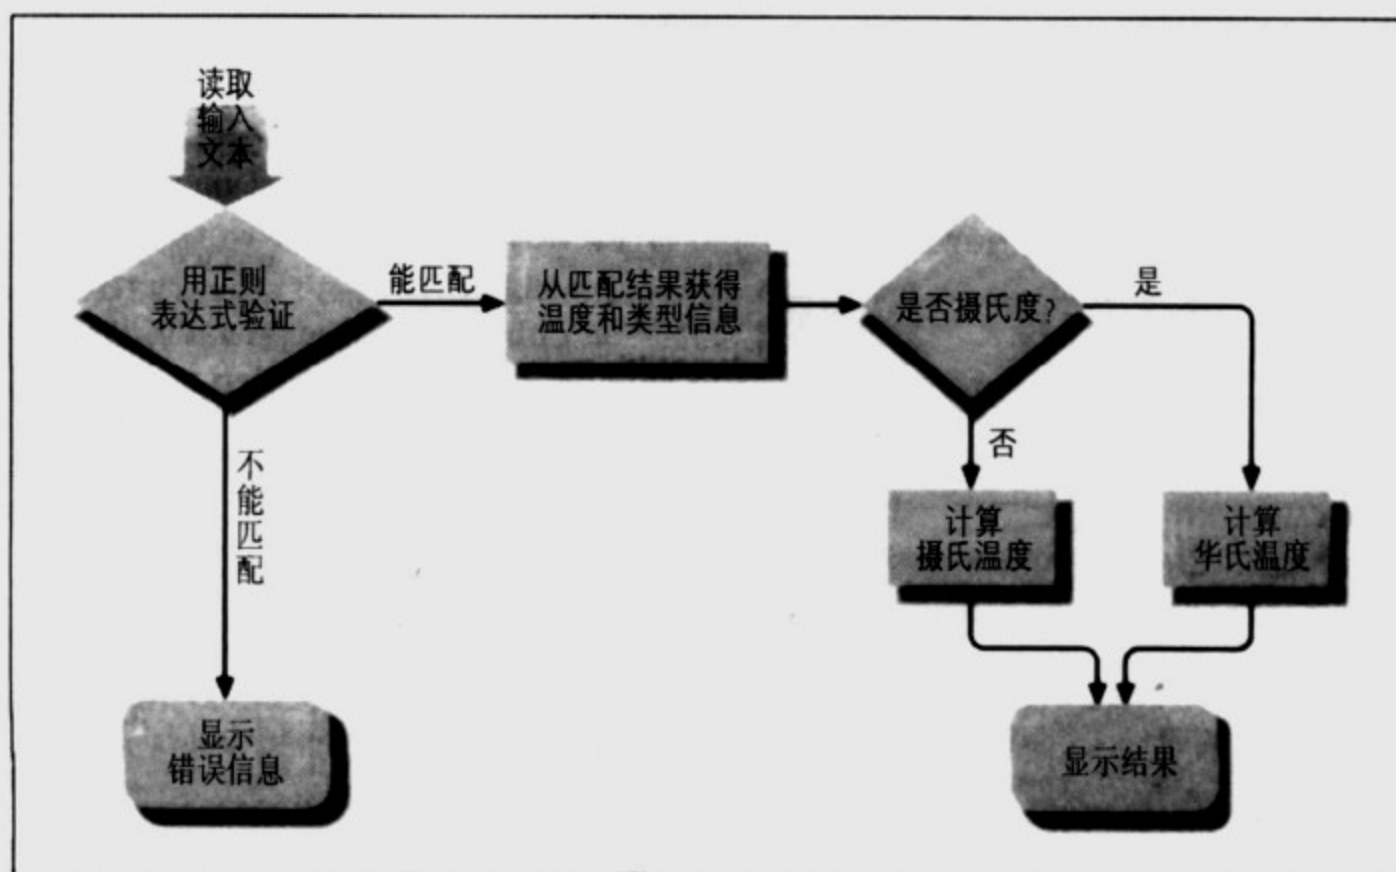 读取
输入
文本
用正则
表达式验证
能匹配
从匹配结果获得
温度和类型信息
是否摄氏度?
是
否
不
能
匹
配
计算
摄氏温度
计算
华氏温度
显示
错误信息
显示结果